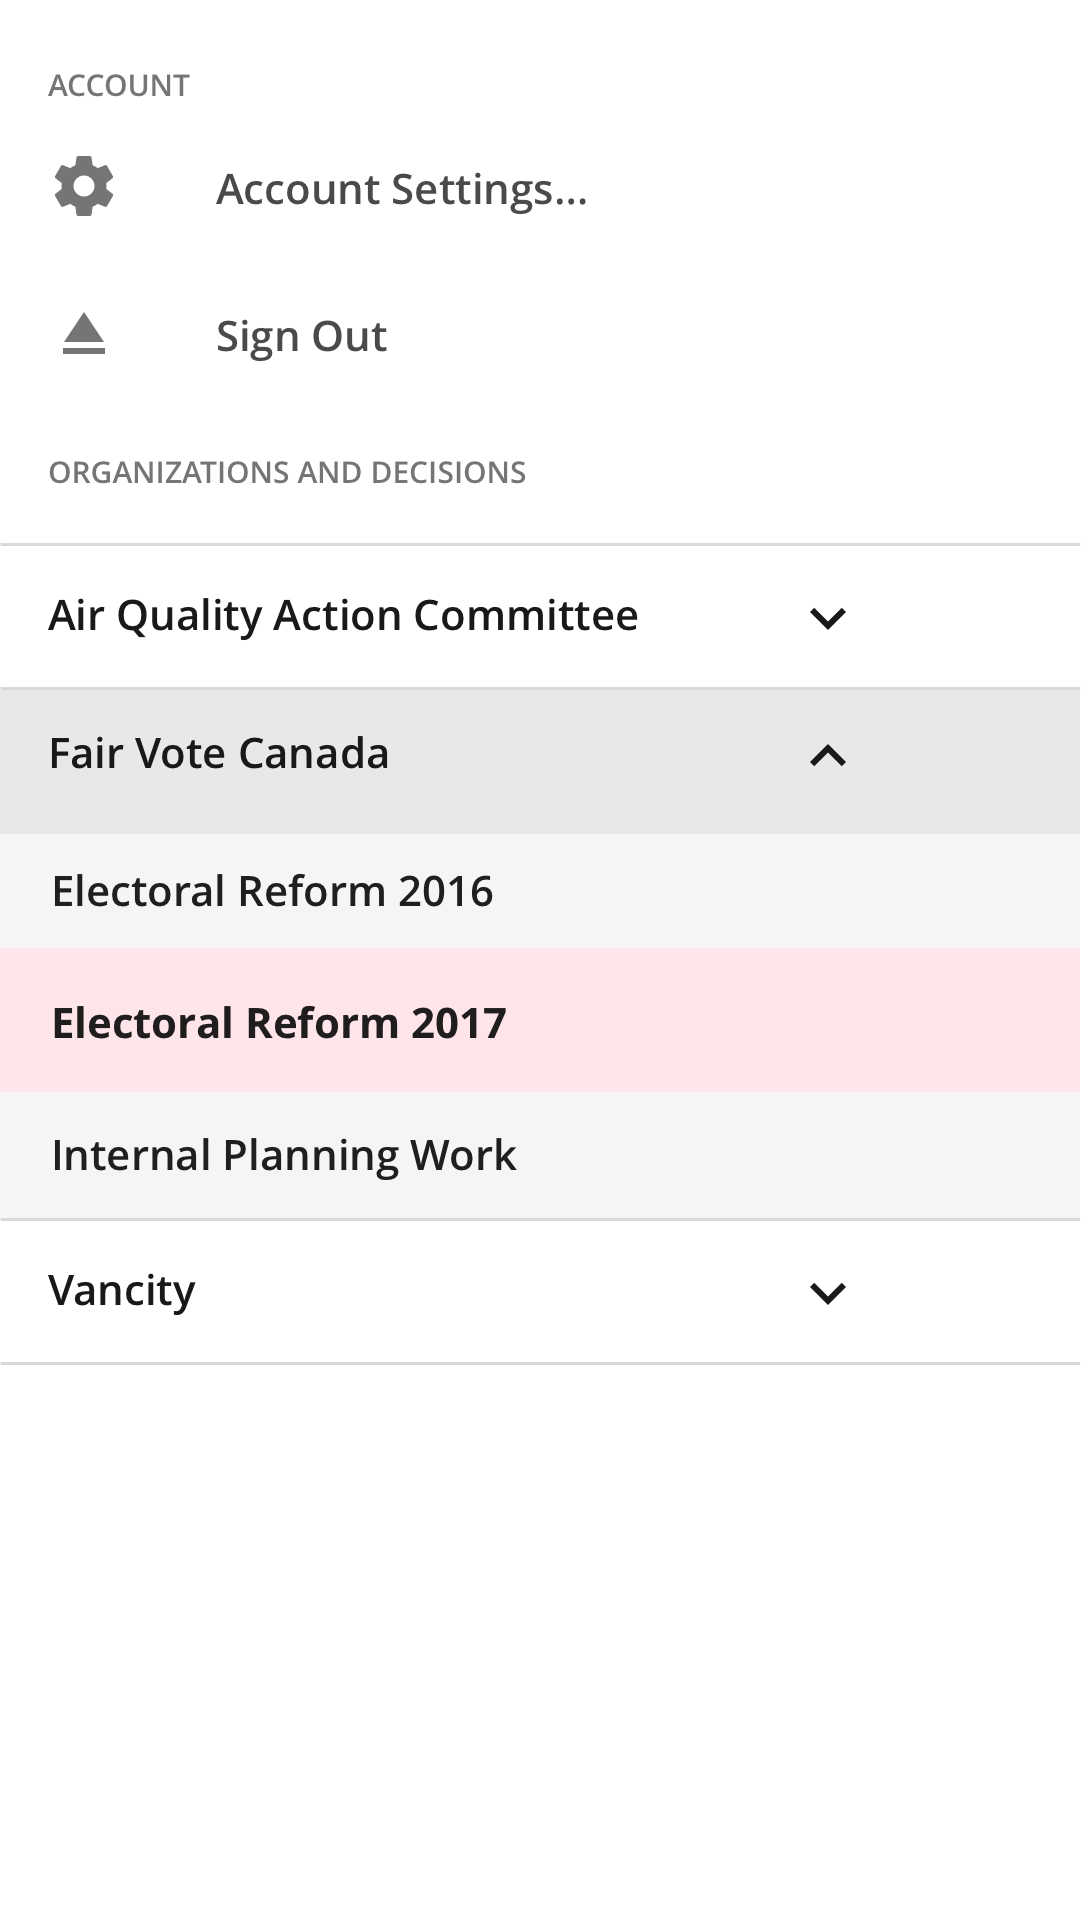 ACCOUNT
Account Settings...
Sign Out
ORGANIZATIONS AND DECISIONS
Air Quality Action Committee
Fair Vote Canada
Electoral Reform 2016
Electoral Reform 2017
Internal Planning Work
Vancity